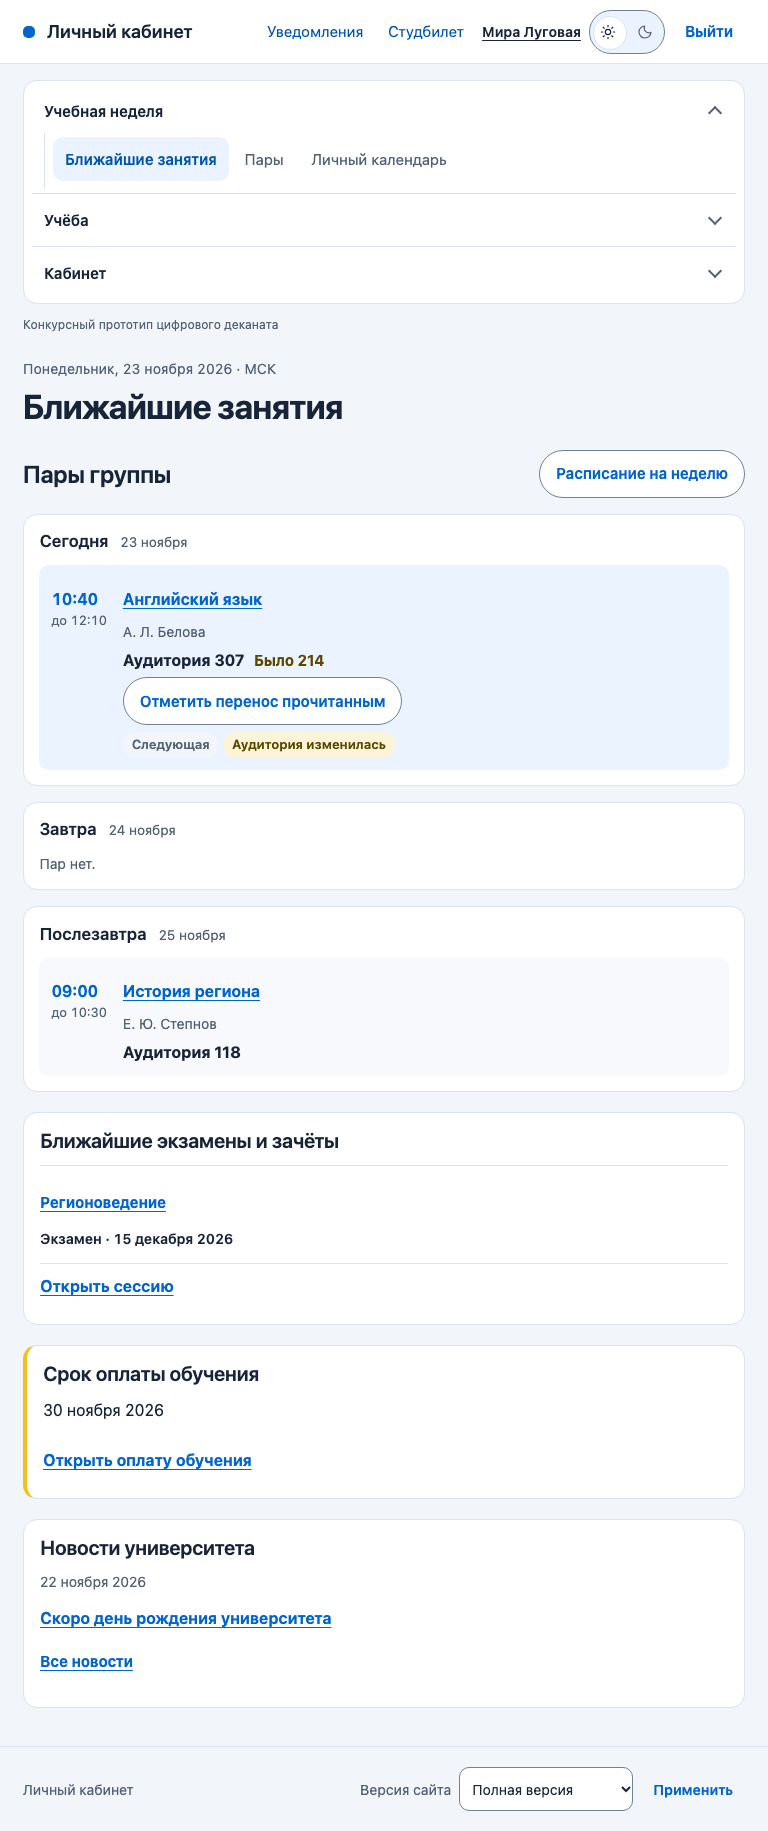 Личный кабинет Уведомления Студбилет Мира Луговая Выйти
Учебная неделя
Ближайшие занятия Пары Личный календарь
Учёба
Кабинет
Конкурсный прототип цифрового деканата
Понедельник, 23 ноября 2026 · МСК
Ближайшие занятия
Пары группы Расписание на неделю
Сегодня 23 ноября
10:40 Английский язык
до 12:10
А. Л. Белова
Аудитория 307 Было 214
Отметить перенос прочитанным
Следующая Аудитория изменилась
Завтра 24 ноября
Пар нет.
Послезавтра 25 ноября
09:00 История региона
до 10:30
Е. Ю. Степнов
Аудитория 118
Ближайшие экзамены и зачёты
Регионоведение
Экзамен · 15 декабря 2026
Открыть сессию
Срок оплаты обучения
30 ноября 2026
Открыть оплату обучения
Новости университета
22 ноября 2026
Скоро день рождения университета
Все новости
Личный кабинет Версия сайта Полная версия Применить